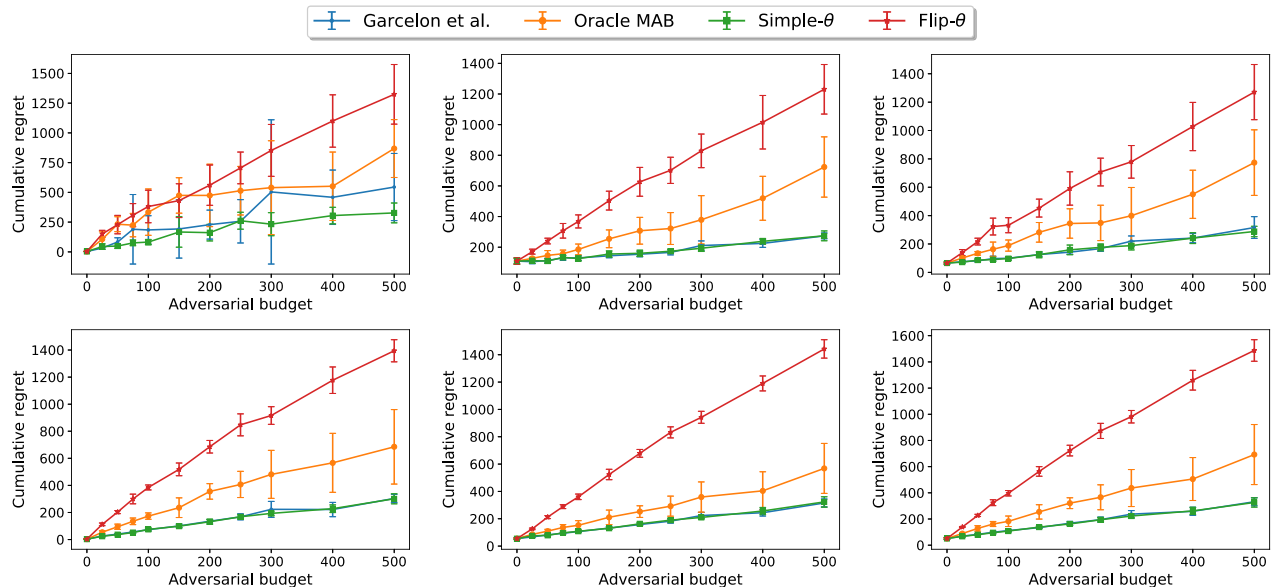 Garcelon et al. Oracle MAB Simple-θ Flip-θ
Cumulative regret
1500
1250
1000
750
500
250
0
0 100 200 300 400 500
Adversarial budget
Cumulative regret
1400
1200
1000
800
600
400
200
0 100 200 300 400 500
Adversarial budget
Cumulative regret
1400
1200
1000
800
600
400
200
0
0 100 200 300 400 500
Adversarial budget
Cumulative regret
1400
1200
1000
800
600
400
200
0
0 100 200 300 400 500
Adversarial budget
Cumulative regret
1400
1200
1000
800
600
400
200
0
0 100 200 300 400 500
Adversarial budget
Cumulative regret
1600
1400
1200
1000
800
600
400
200
0
0 100 200 300 400 500
Adversarial budget